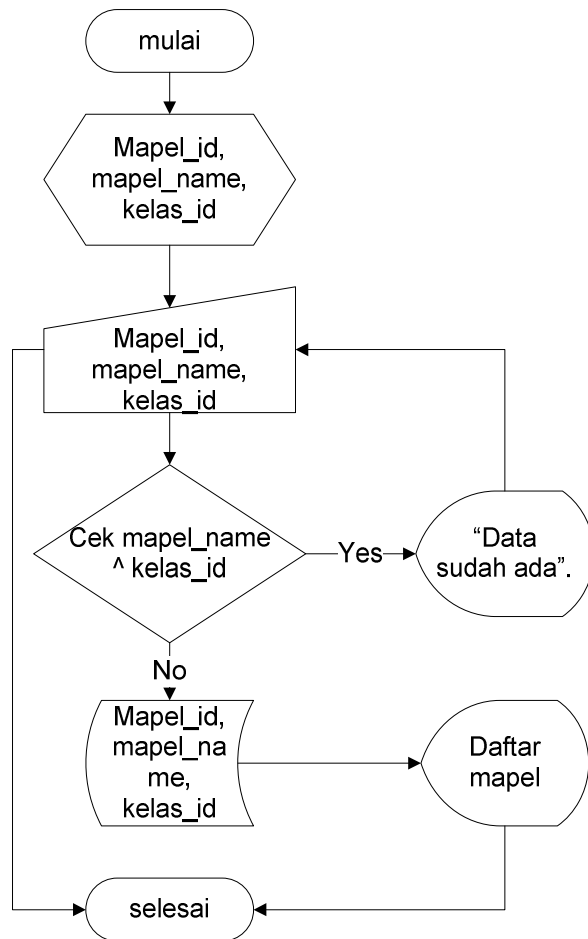 mulai
Mapel_id,
mapel_name,
kelas_id
Mapel_id,
mapel_name,
kelas_id
Cek mapel_name
^ kelas_id
Yes
“Data
sudah ada”.
No
Mapel_id,
mapel_na
me,
kelas_id
Daftar
mapel
selesai